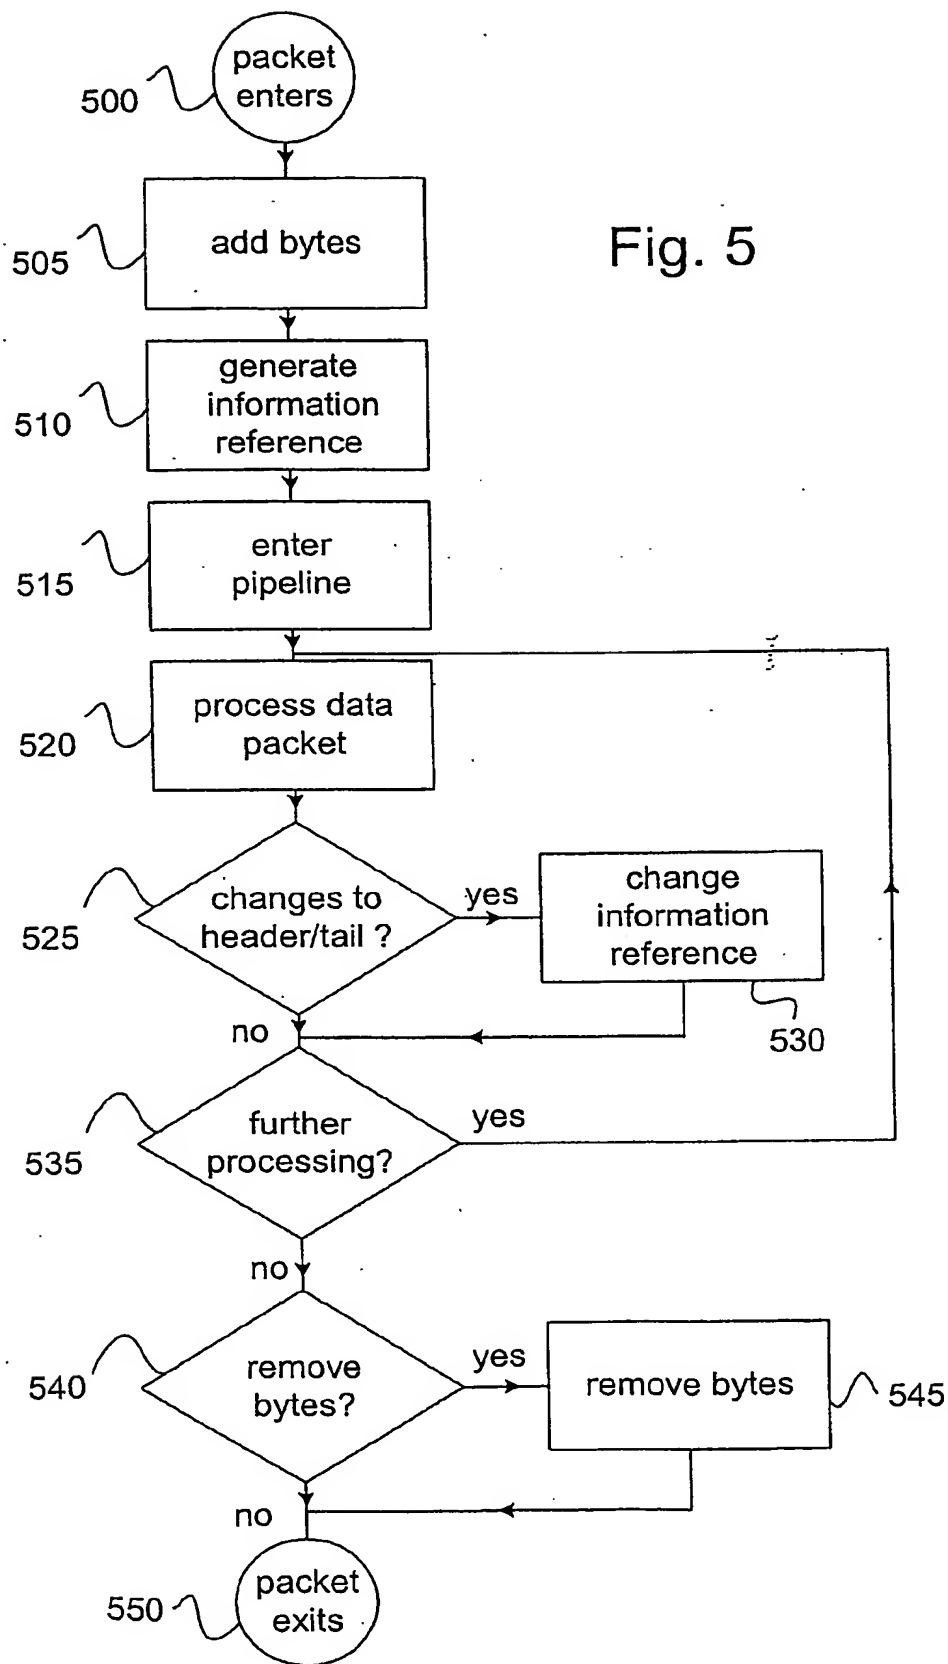 packet
enters
500
add bytes
505
Fig. 5
generate
information
reference
510
enter
pipeline
515
process data
packet
520
changes to
header/tail ?
525
yes
change
information
reference
530
no
further
processing?
535
yes
no
remove
bytes?
540
yes
remove bytes
545
no
packet
exits
550